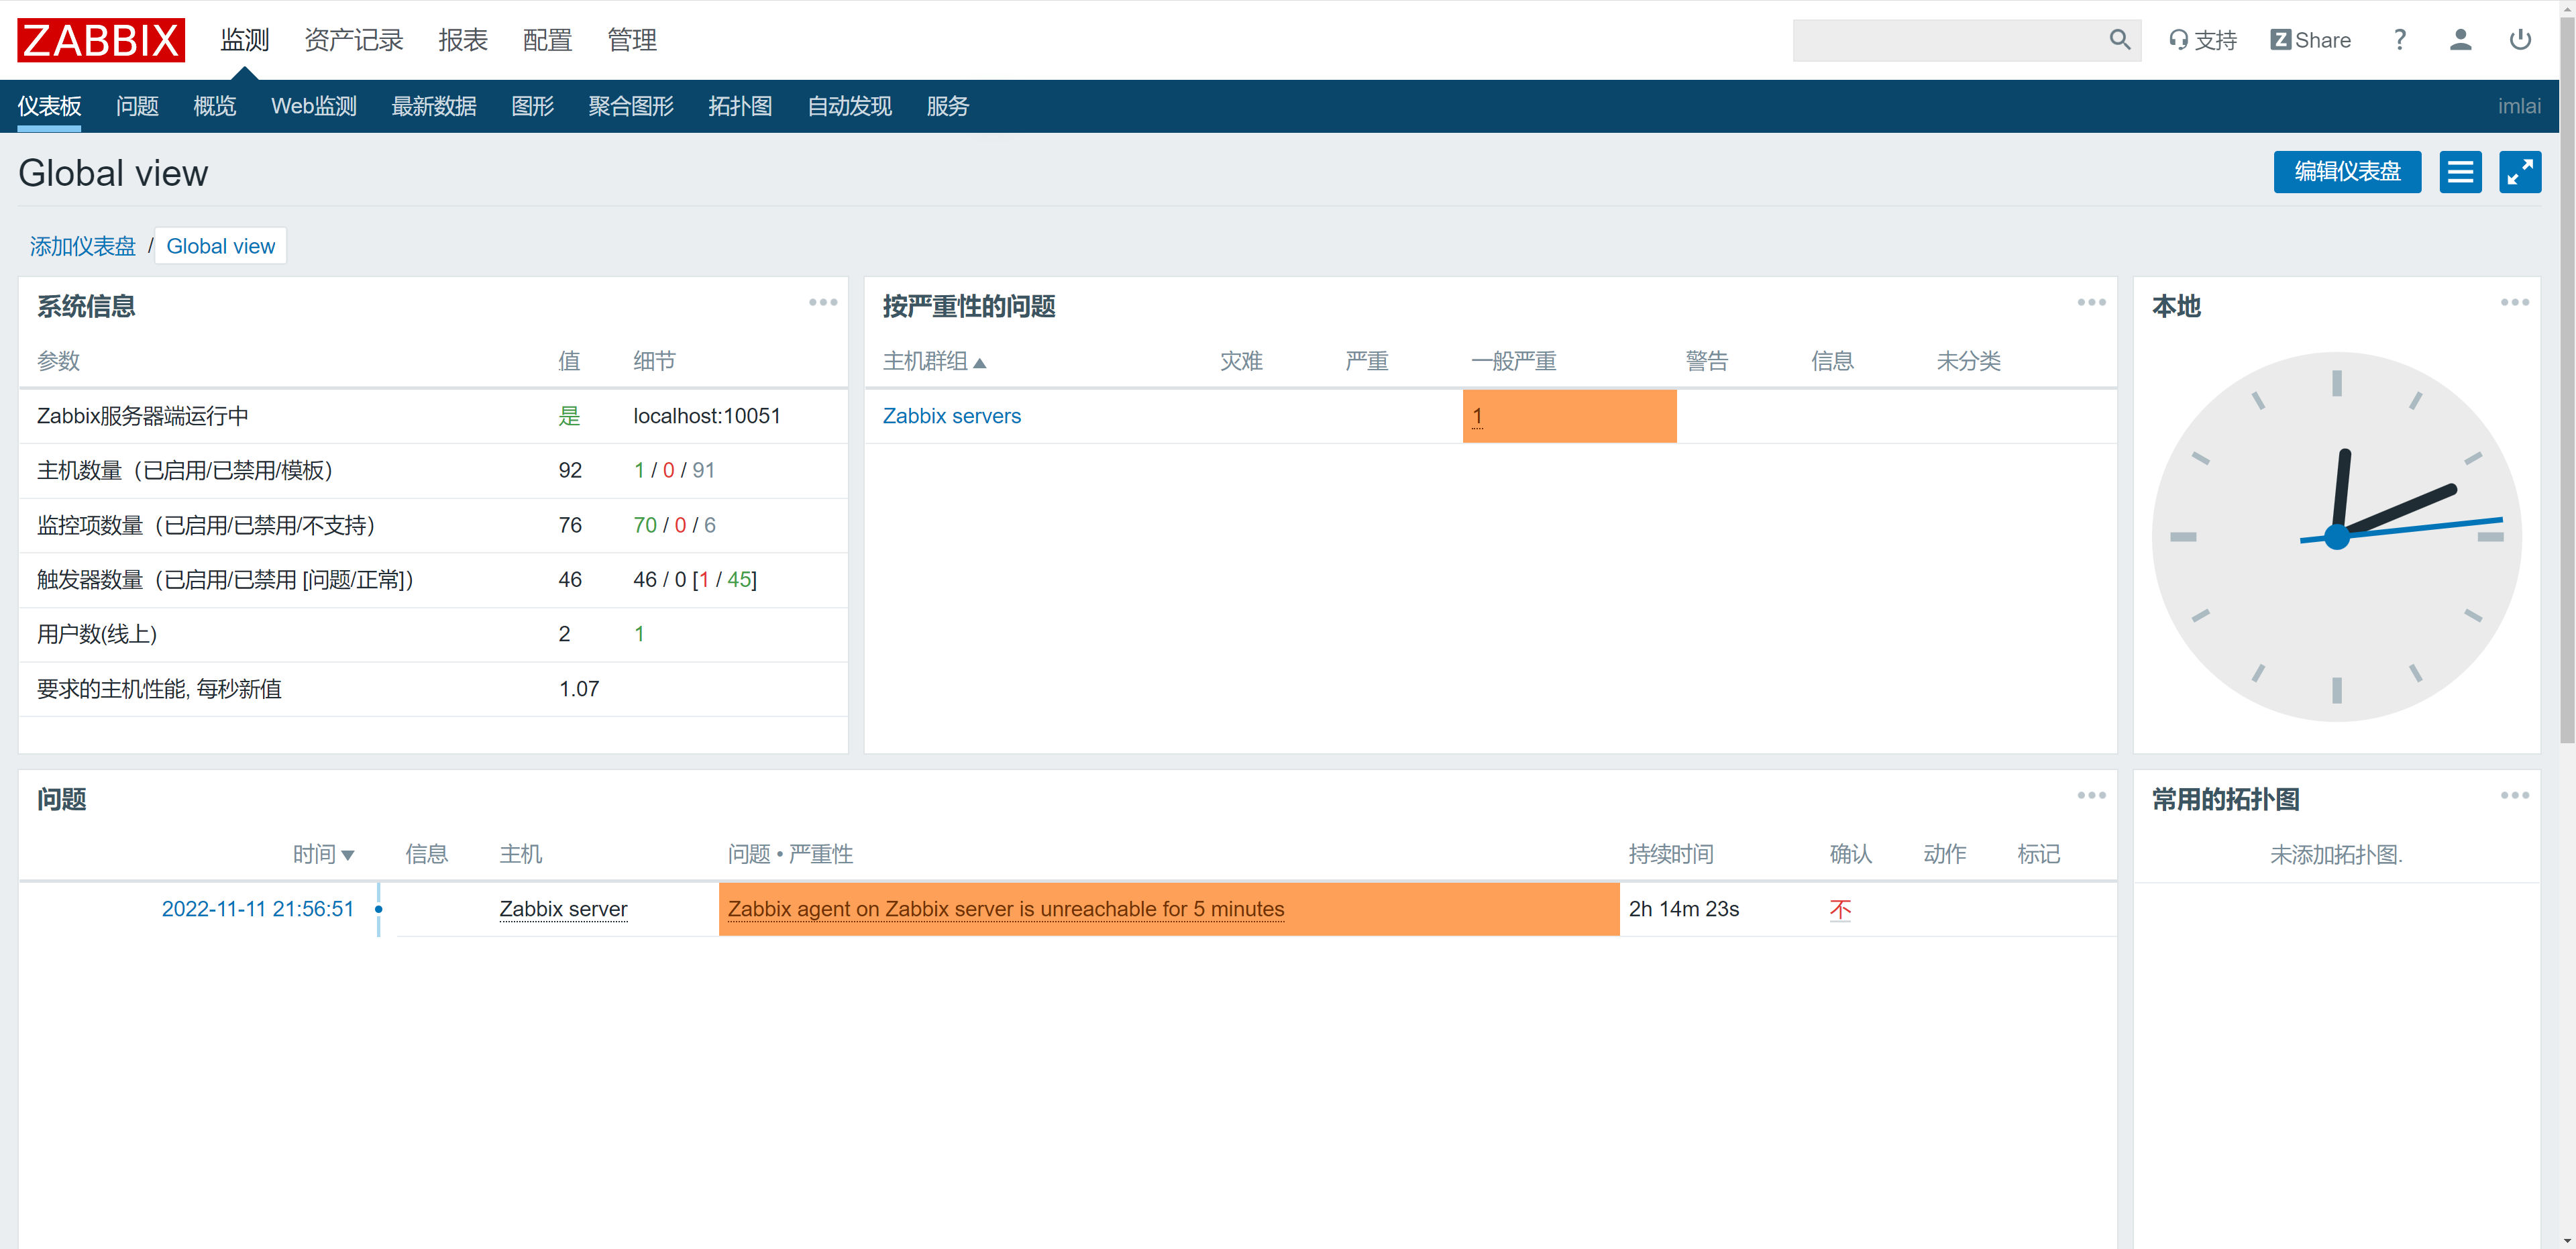 ZABBIX 监测 资产记录 报表 配置 管理 支持 Z Share ?
仪表板 问题 概览 Web监测 最新数据 图形 聚合图形 拓扑图 自动发现 服务 imlai
Global view 编辑仪表盘
添加仪表盘 / Global view
系统信息
参数 值 细节
Zabbix服务器端运行中 是 localhost:10051
主机数量（已启用/已禁用/模板） 92 1 / 0 / 91
监控项数量（已启用/已禁用/不支持） 76 70 / 0 / 6
触发器数量（已启用/已禁用 [问题/正常]） 46 46 / 0 [1 / 45]
用户数(线上) 2 1
要求的主机性能, 每秒新值 1.07
按严重性的问题
主机群组▲ 灾难 严重 一般严重 警告 信息 未分类
Zabbix servers 1
本地
问题
时间▼ 信息 主机 问题 • 严重性 持续时间 确认 动作 标记
2022-11-11 21:56:51 Zabbix server Zabbix agent on Zabbix server is unreachable for 5 minutes 2h 14m 23s 不
常用的拓扑图
未添加拓扑图.